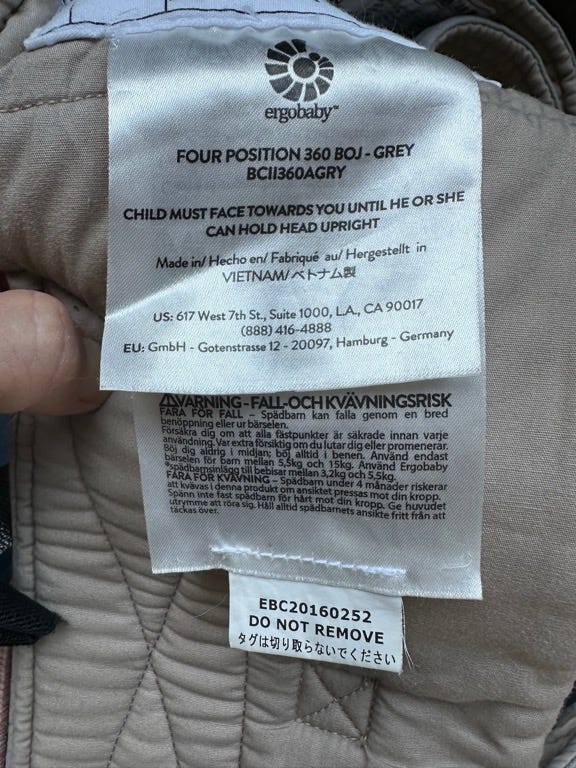 ergobaby™
FOUR POSITION 360 BOJ - GREY
BCII360AGRY
CHILD MUST FACE TOWARDS YOU UNTIL HE OR SHE
CAN HOLD HEAD UPRIGHT
Made in/ Hecho en/ Fabriqué au/ Hergestellt in
VIETNAM/ベトナム製
US: 617 West 7th St., Suite 1000, L.A., CA 90017
(888) 416-4888
EU: GmbH - Gotenstrasse 12 - 20097, Hamburg - Germany
⚠VARNING - FALL-OCH KVÄVNINGSRISK
FARA FÖR FALL – Spädbarn kan falla genom en bred
benöppning eller ur bärselen.
Försäkra dig om att alla fästpunkter är säkrade innan varje
användning. Var extra försiktig om du lutar dig eller promenerar.
Böj dig aldrig i midjan; böj alltid i benen. Använd endast
bärselen för barn mellan 5,5kg och 15kg. Använd Ergobaby
®spädbarnsinlägg till bebisar mellan 3,2kg och 5,5kg.
FARA FÖR KVÄVNING – Spädbarn under 4 månader riskerar
att kvävas i denna produkt om ansiktet pressas mot din kropp.
Spänn inte fast spädbarn för hårt mot din kropp. Ge huvudet
utrymme att röra sig. Håll alltid spädbarnets ansikte fritt från att
täckas över.
EBC20160252
DO NOT REMOVE
タグは切り取らないでください